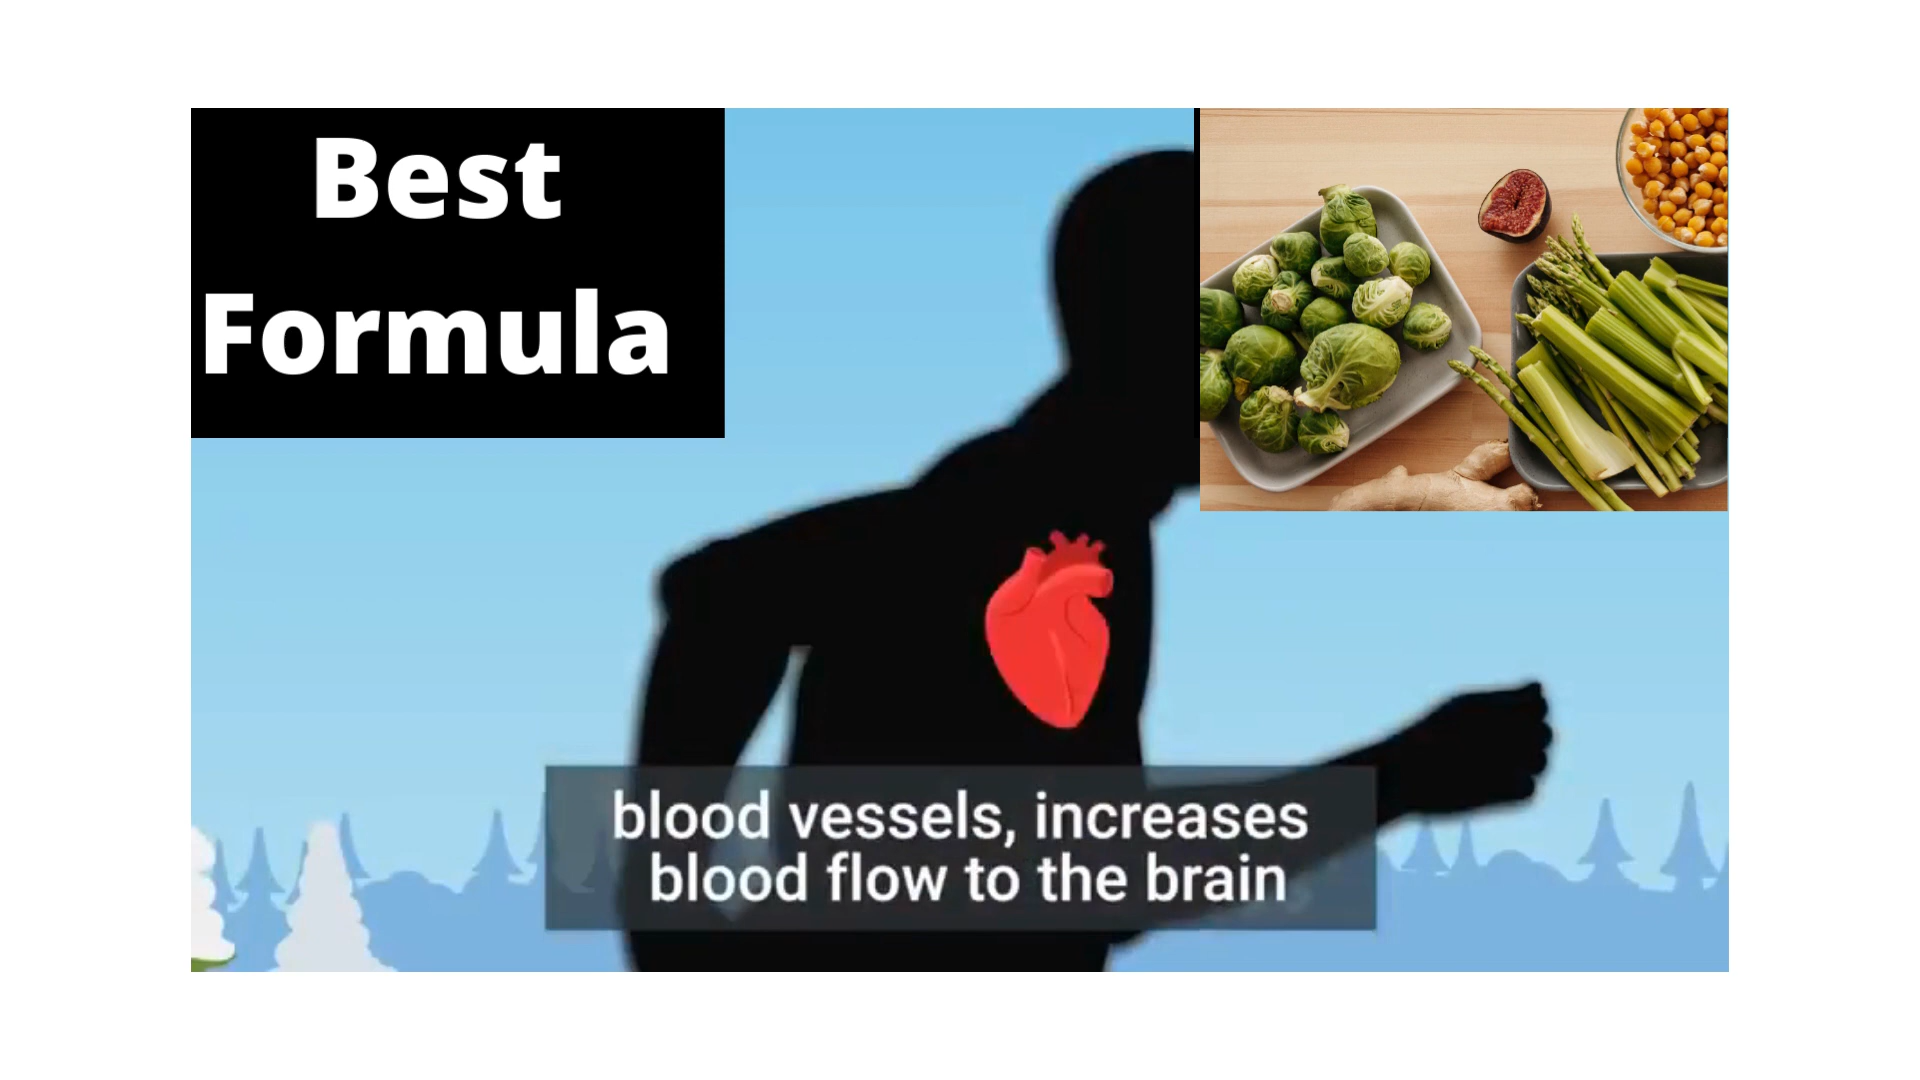 Best
Formula
blood vessels, increases
blood flow to the brain